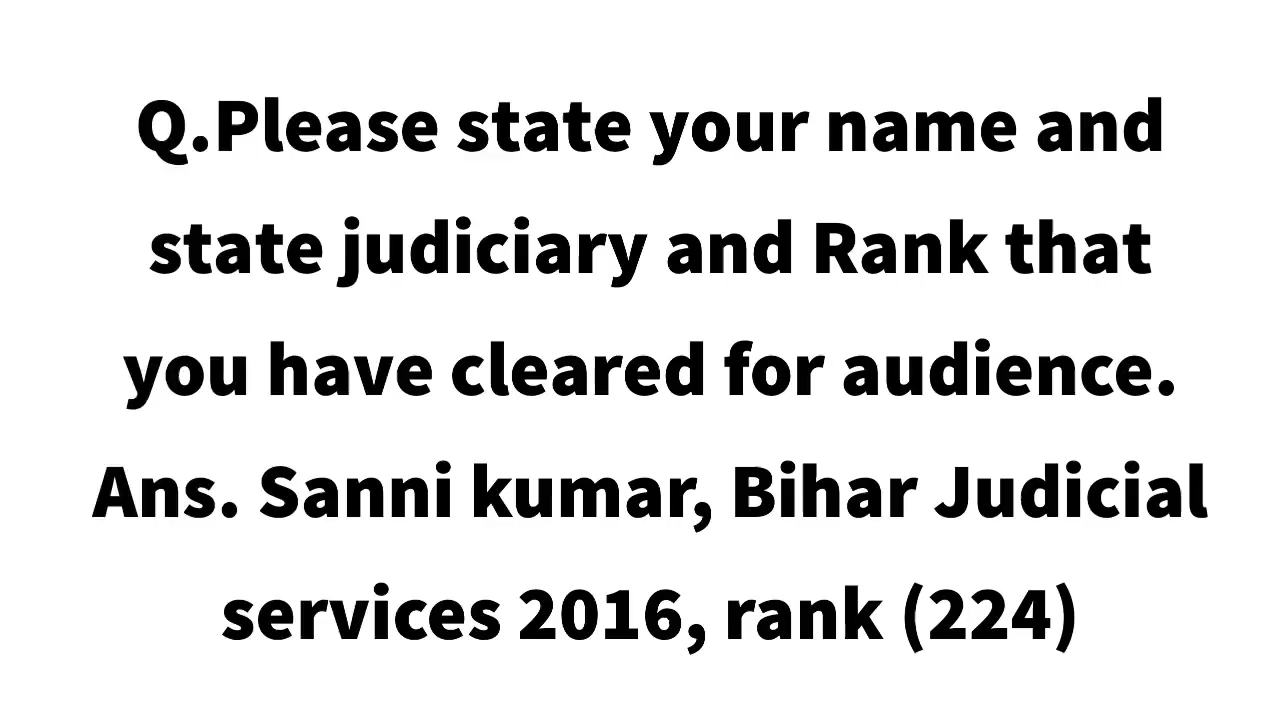 Q.Please state your name and
state judiciary and Rank that
you have cleared for audience.
Ans. Sanni kumar, Bihar Judicial
services 2016, rank (224)